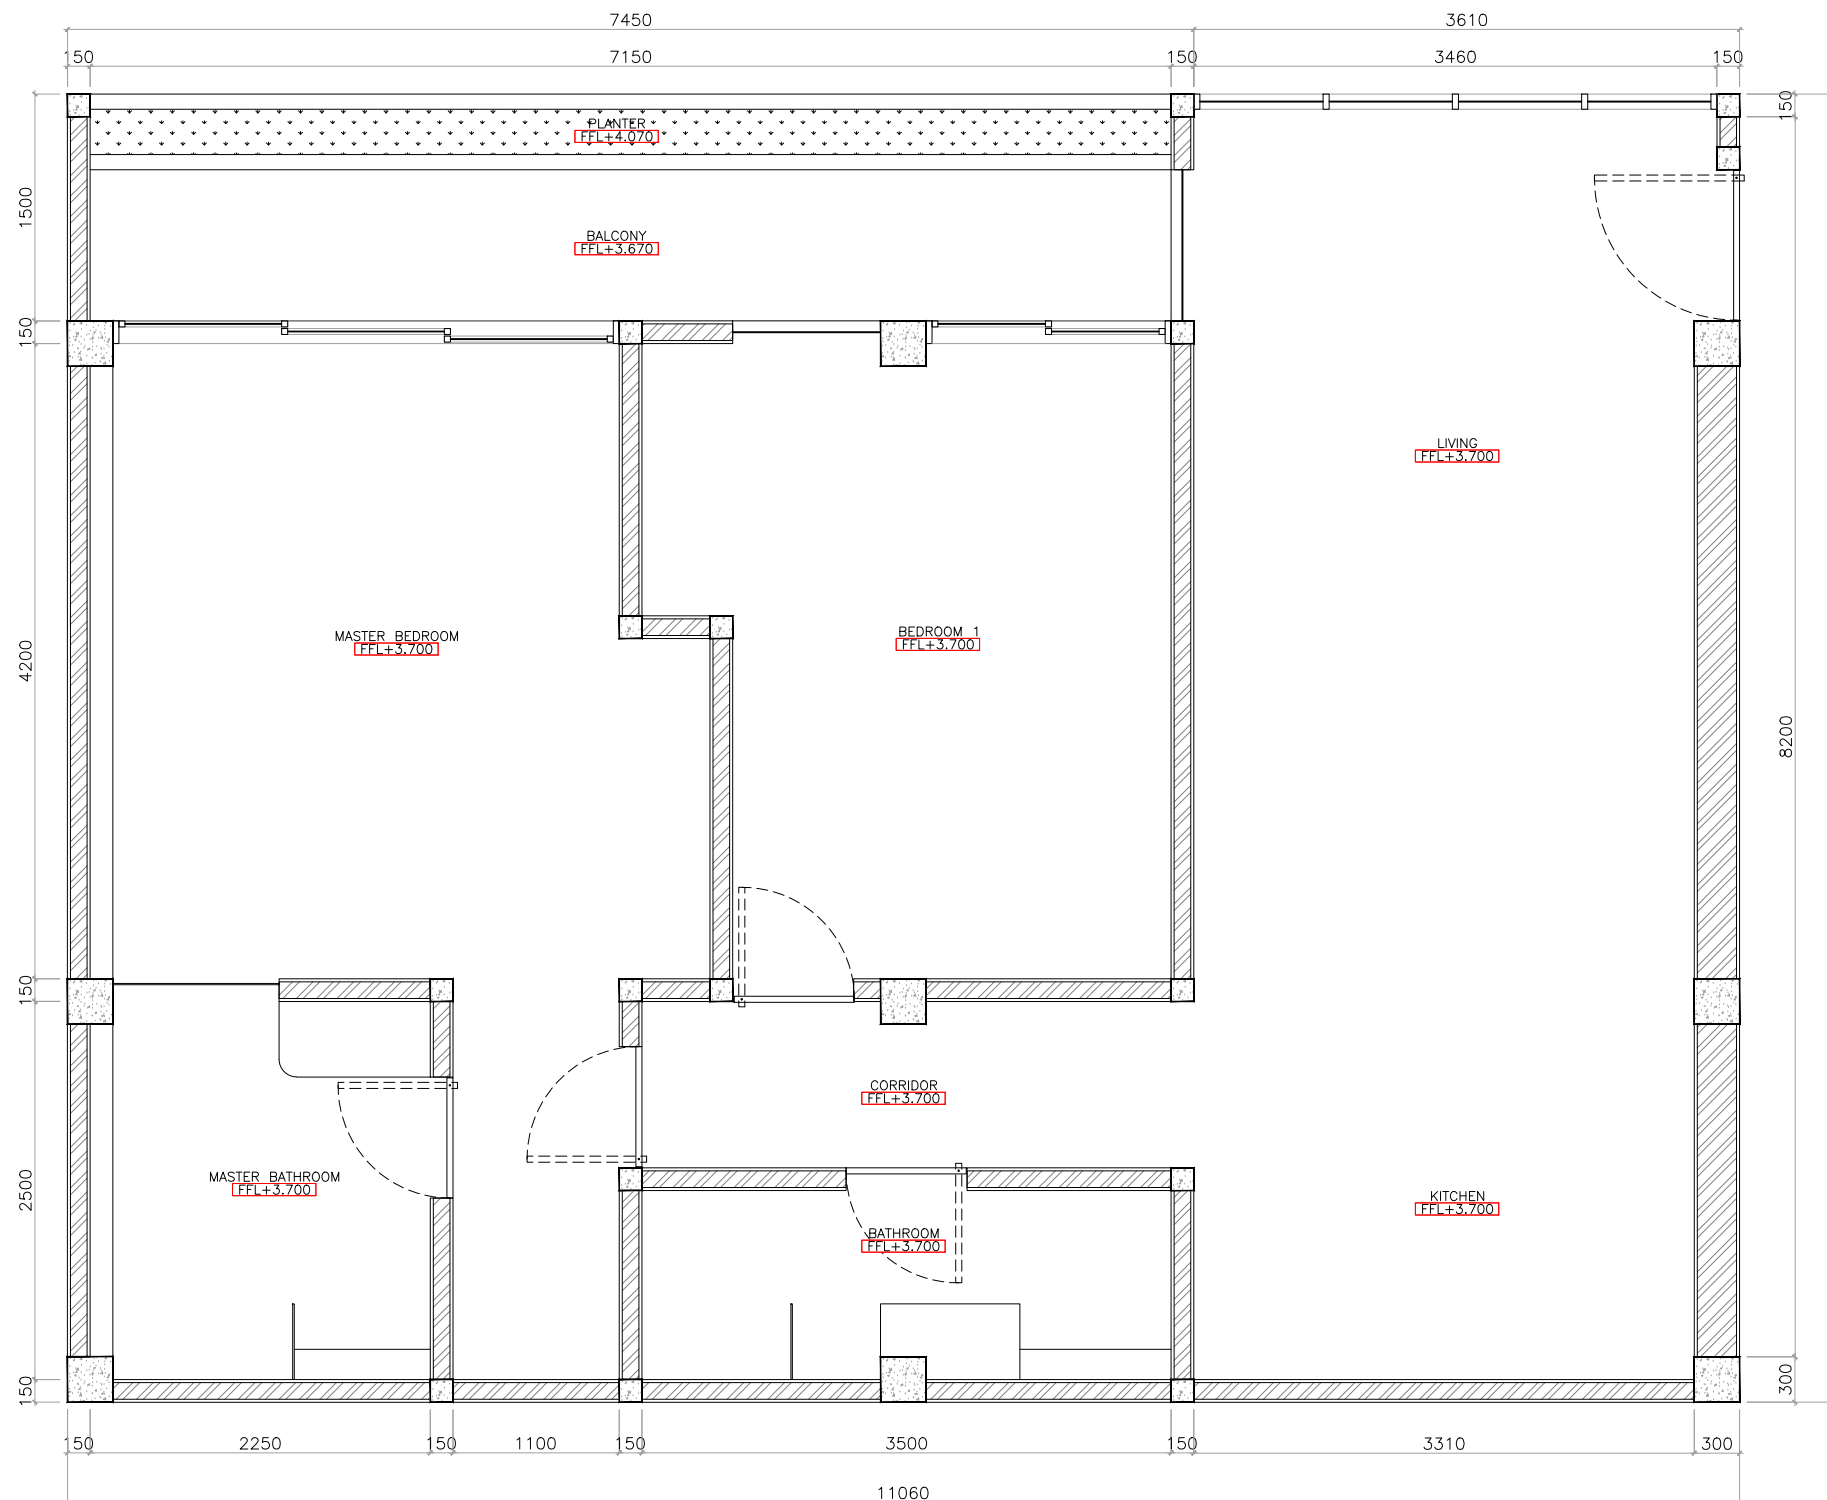 7450
3610
150
7150
150
3460
150
150
PLANTER
FFL+4.070
1500
BALCONY
FFL+3.670
150
LIVING
FFL+3.700
MASTER BEDROOM
FFL+3.700
BEDROOM 1
FFL+3.700
4200
8200
150
CORRIDOR
FFL+3.700
MASTER BATHROOM
FFL+3.700
2500
KITCHEN
FFL+3.700
BATHROOM
FFL+3.700
150
300
150
2250
150
1100
150
3500
150
3310
300
11060